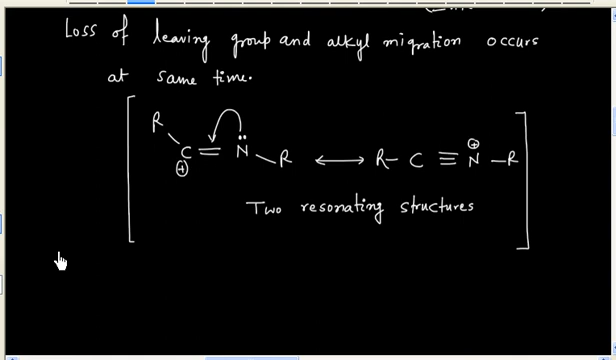 Loss of leaving group and alkyl migration occurs
at same time.
R
C = N̈ - R ⟷ R - C ≡ N - R
⊕ ⊕
Two resonating structures